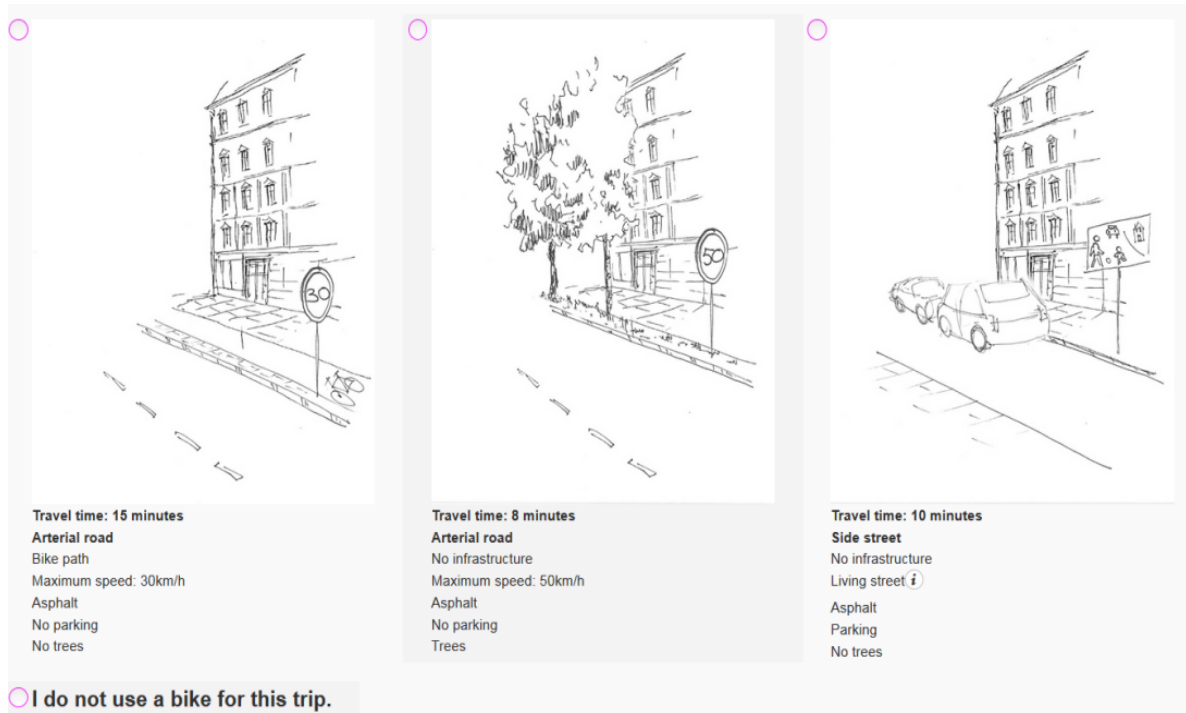 30
50
Travel time: 15 minutes
Arterial road
Bike path
Maximum speed: 30km/h
Asphalt
No parking
No trees
Travel time: 8 minutes
Arterial road
No infrastructure
Maximum speed: 50km/h
Asphalt
No parking
Trees
Travel time: 10 minutes
Side street
No infrastructure
Living street i
Asphalt
Parking
No trees
I do not use a bike for this trip.